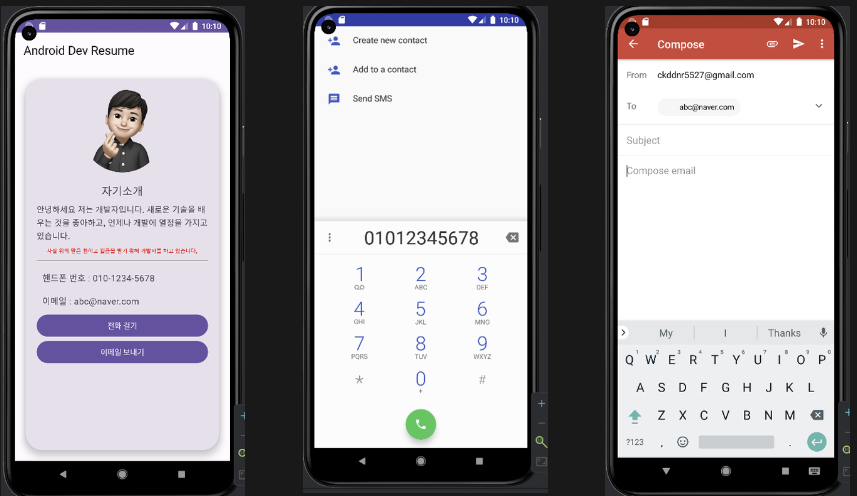 10:10
Android Dev Resume
자기소개
안녕하세요 저는 개발자입니다. 새로운 기술을 배
우는 것을 좋아하고, 언제나 개발에 열정을 가지고
있습니다.
핸드폰 번호 : 010-1234-5678
이메일 : abc@naver.com
전화 걸기
이메일 보내기
10:10
Create new contact
Add to a contact
Send SMS
01012345678
1 2 3
ABC DEF
4 5 6
GHI JKL MNO
7 8 9
PQRS TUV WXYZ
* 0 #
+
10:10
Compose
From ckddnr5527@gmail.com
To abc@naver.com
Subject
Compose email
My I Thanks
1 2 3 4 5 6 7 8 9 0
Q W E R T Y U I O P
A S D F G H J K L
Z X C V B N M
?123 , .